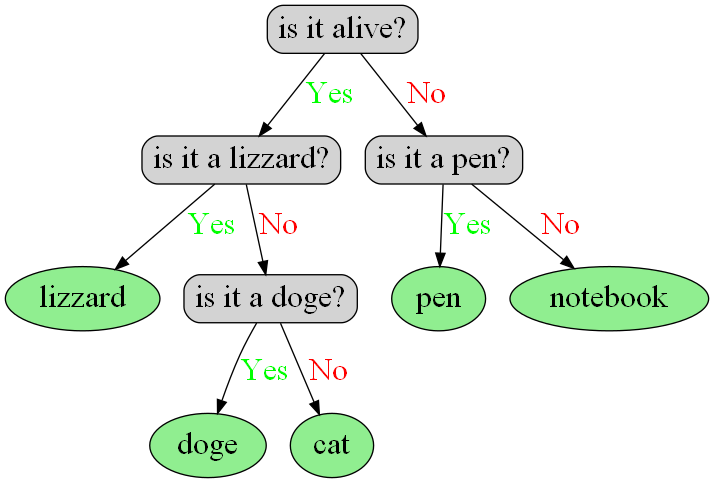 is it alive?
Yes
No
is it a lizzard?
is it a pen?
Yes
No
Yes
No
lizzard
is it a doge?
pen
notebook
Yes
No
doge
cat